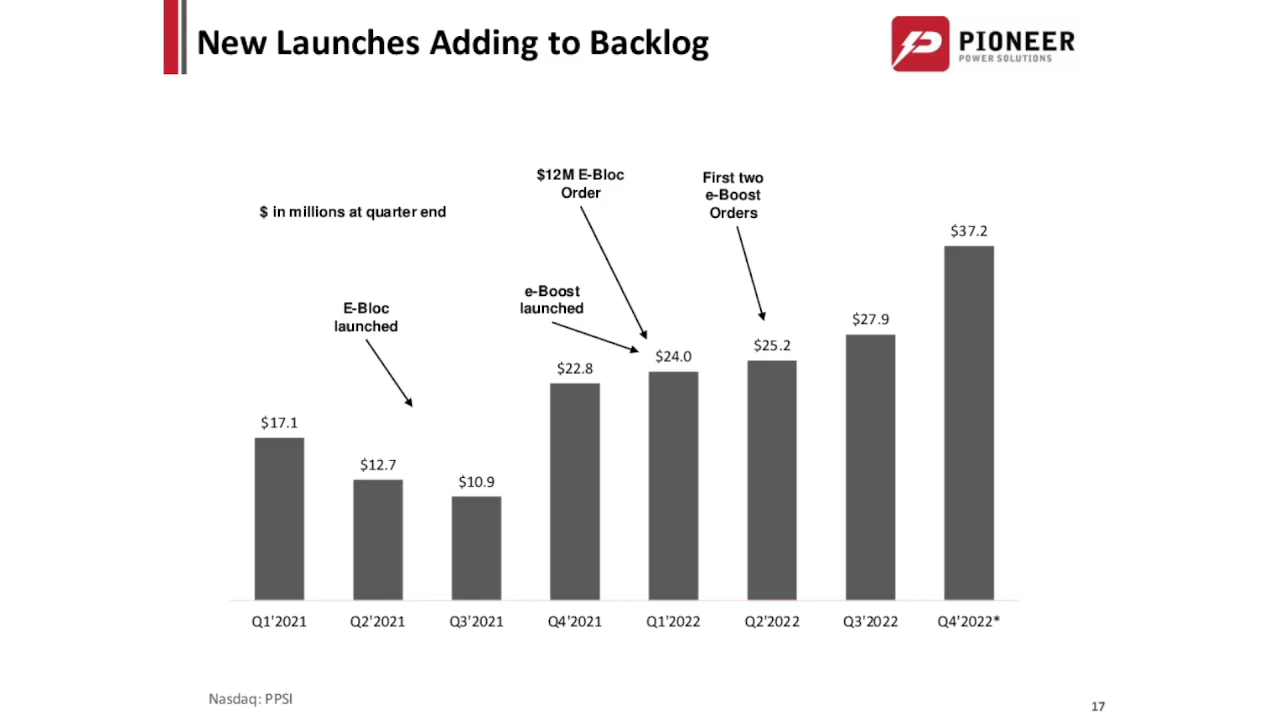 New Launches Adding to Backlog
PIONEER
POWER SOLUTIONS
$12M E-Bloc
Order
First two
e-Boost
Orders
$ in millions at quarter end
E-Bloc
launched
e-Boost
launched
$17.1
$12.7
$10.9
$22.8
$24.0
$25.2
$27.9
$37.2
Q1'2021
Q2'2021
Q3'2021
Q4'2021
Q1'2022
Q2'2022
Q3'2022
Q4'2022*
Nasdaq: PPSI
17